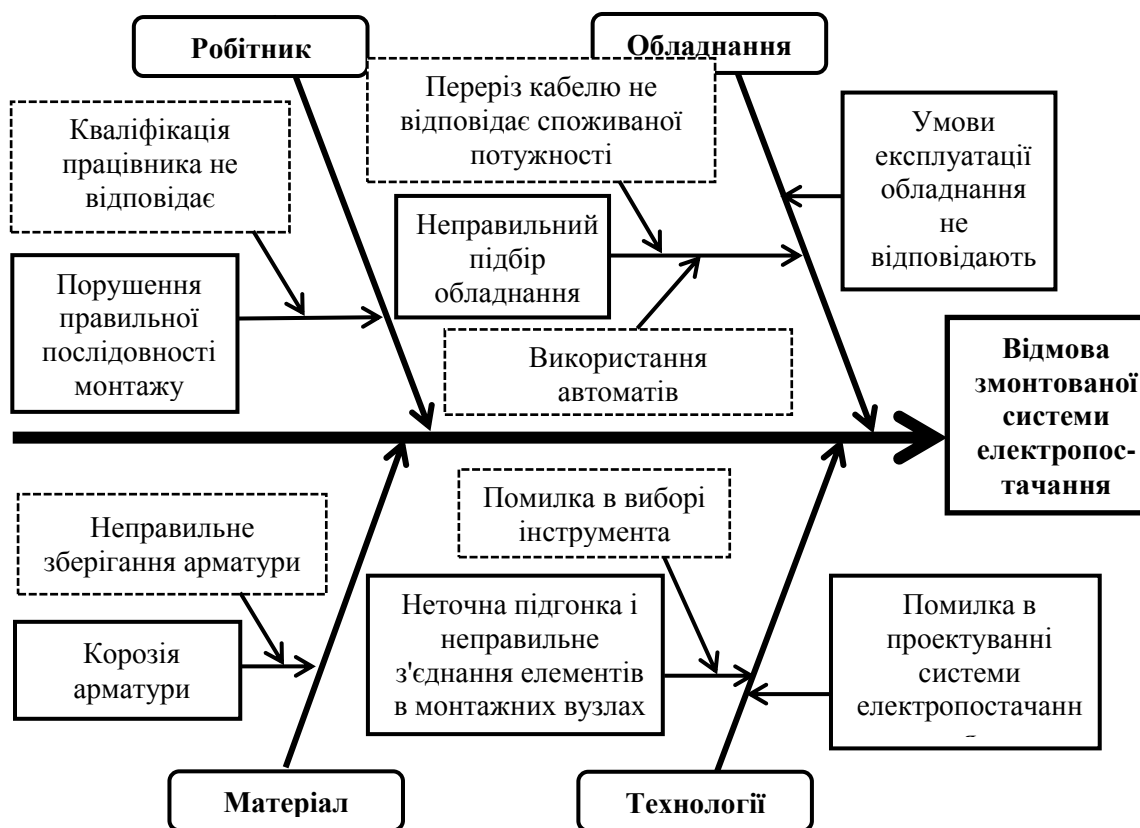 Робітник
Обладнання
Переріз кабелю не
відповідає споживаної
потужності
Кваліфікація
працівника не
відповідає
Умови
експлуатації
обладнання
не
відповідають
Неправильний
підбір
обладнання
Порушення
правильної
послідовності
монтажу
Використання
автоматів
Відмова
змонтованої
системи
електропос-
тачання
Неправильне
зберігання арматури
Помилка в виборі
інструмента
Корозія
арматури
Неточна підгонка і
неправильне
з'єднання елементів
в монтажних вузлах
Помилка в
проектуванні
системи
електропостачанн
Матеріал
Технології